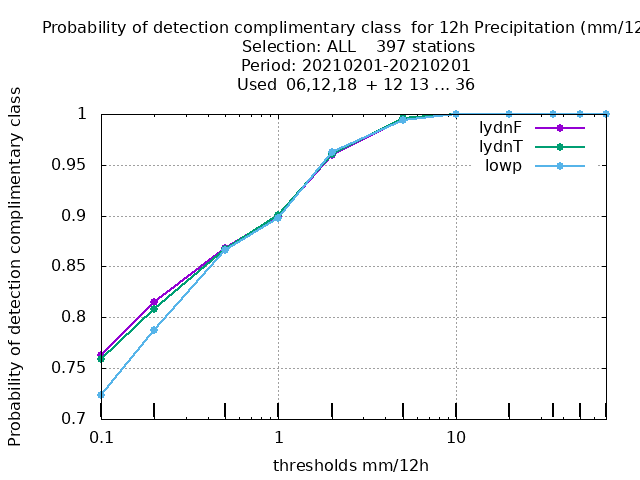 Probability of detection complimentary class  for 12h Precipitation (mm/12
Selection: ALL    397 stations
Period: 20210201-20210201
Used  06,12,18  + 12 13 ... 36
Probability of detection complimentary class
1
0.95
0.9
0.85
0.8
0.75
0.7
lydnF
lydnT
lowp
0.1
1
10
thresholds mm/12h